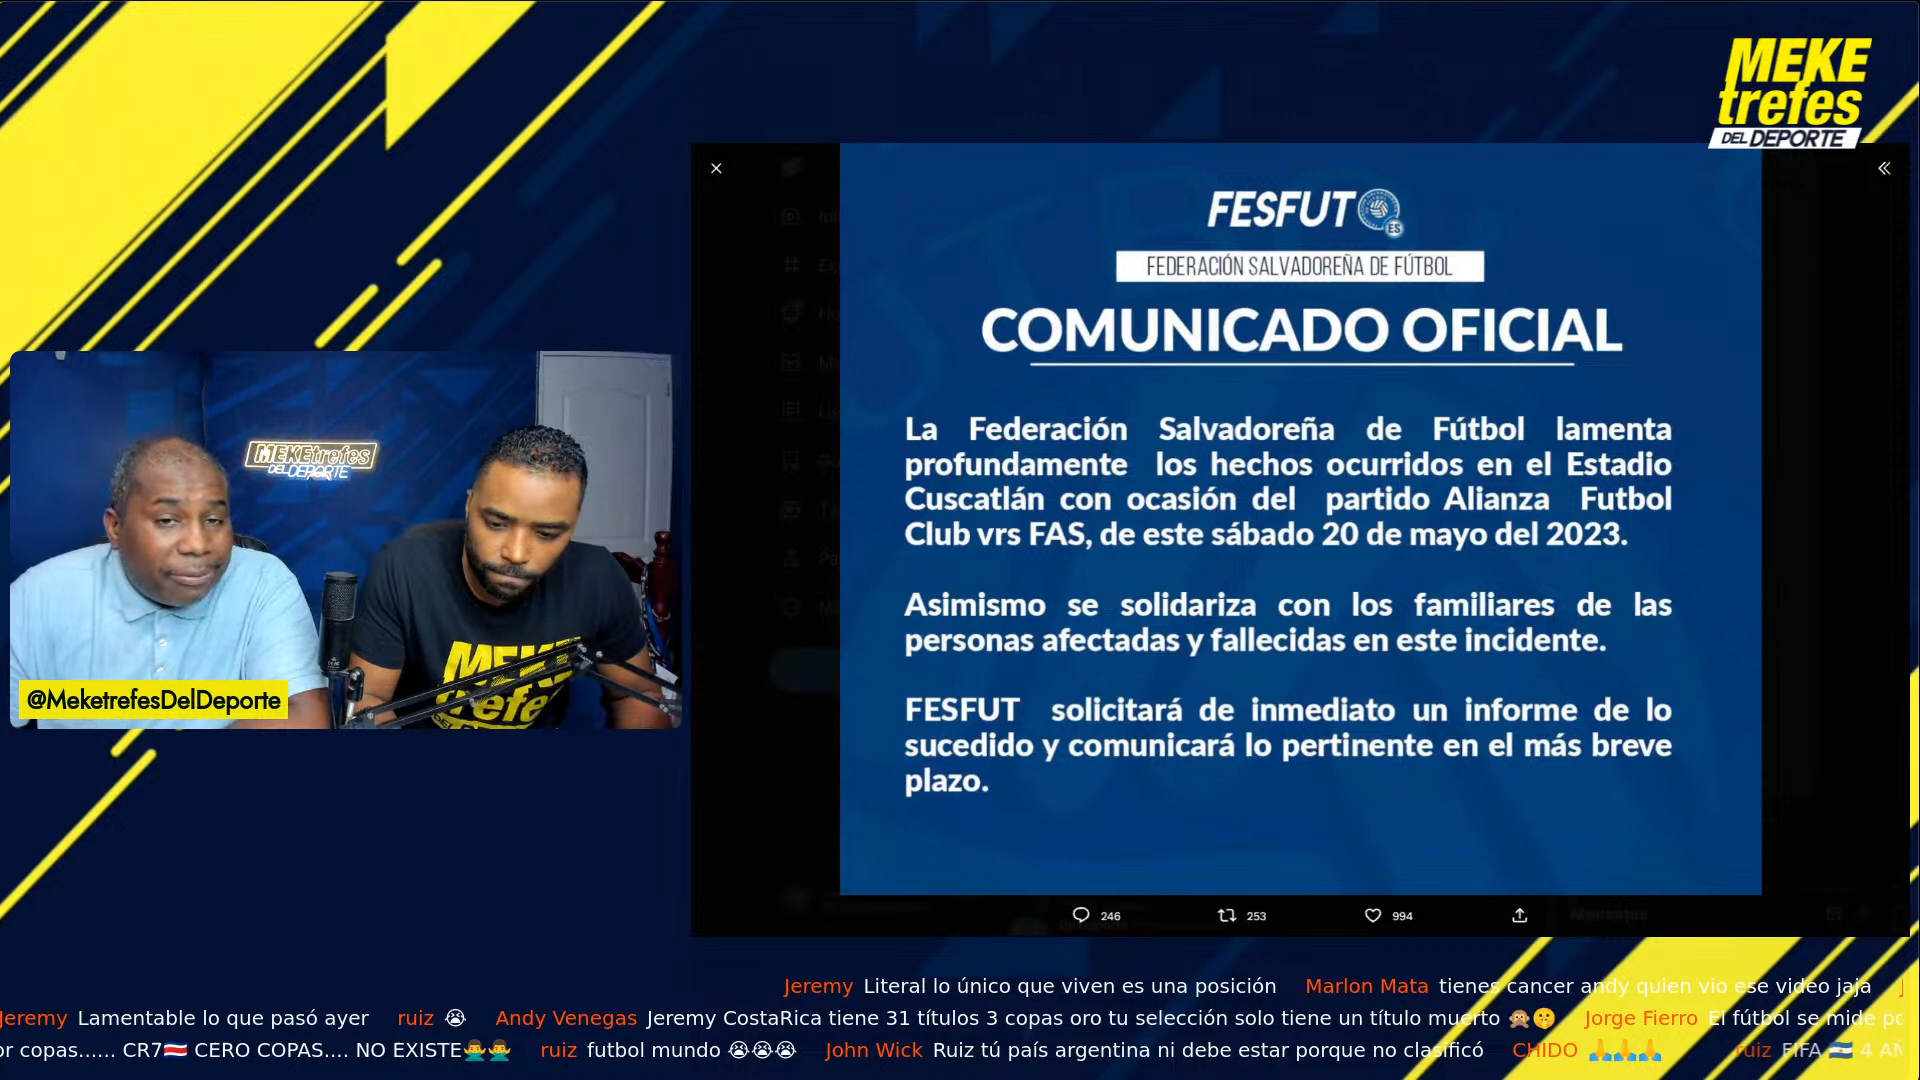 MEKE
trefes
DEL DEPORTE
FESFUT
ES
FEDERACIÓN SALVADOREÑA DE FÚTBOL
COMUNICADO OFICIAL
La Federación Salvadoreña de Fútbol lamenta
profundamente los hechos ocurridos en el Estadio
Cuscatlán con ocasión del partido Alianza Futbol
Club vrs FAS, de este sábado 20 de mayo del 2023.
Asimismo se solidariza con los familiares de las
personas afectadas y fallecidas en este incidente.
FESFUT solicitará de inmediato un informe de lo
sucedido y comunicará lo pertinente en el más breve
plazo.
246 253 994
MEKEtrefes
DEL DEPORTE
MEKE
trefes
@MeketrefesDelDeporte
Jeremy Literal lo único que viven es una posición Marlon Mata tienes cancer andy quien vio ese video jaja
Jeremy Lamentable lo que pasó ayer ruiz 😭 Andy Venegas Jeremy CostaRica tiene 31 títulos 3 copas oro tu selección solo tiene un título muerto 🙊🤫 Jorge Fierro El fútbol se mide
or copas...... CR7🇨🇷 CERO COPAS.... NO EXISTE🙅‍♂️🙅‍♂️ ruiz futbol mundo 😭😭😭 John Wick Ruiz tú país argentina ni debe estar porque no clasificó CHIDO 🙏🙏🙏 ruiz FIFA 🇸🇻 4